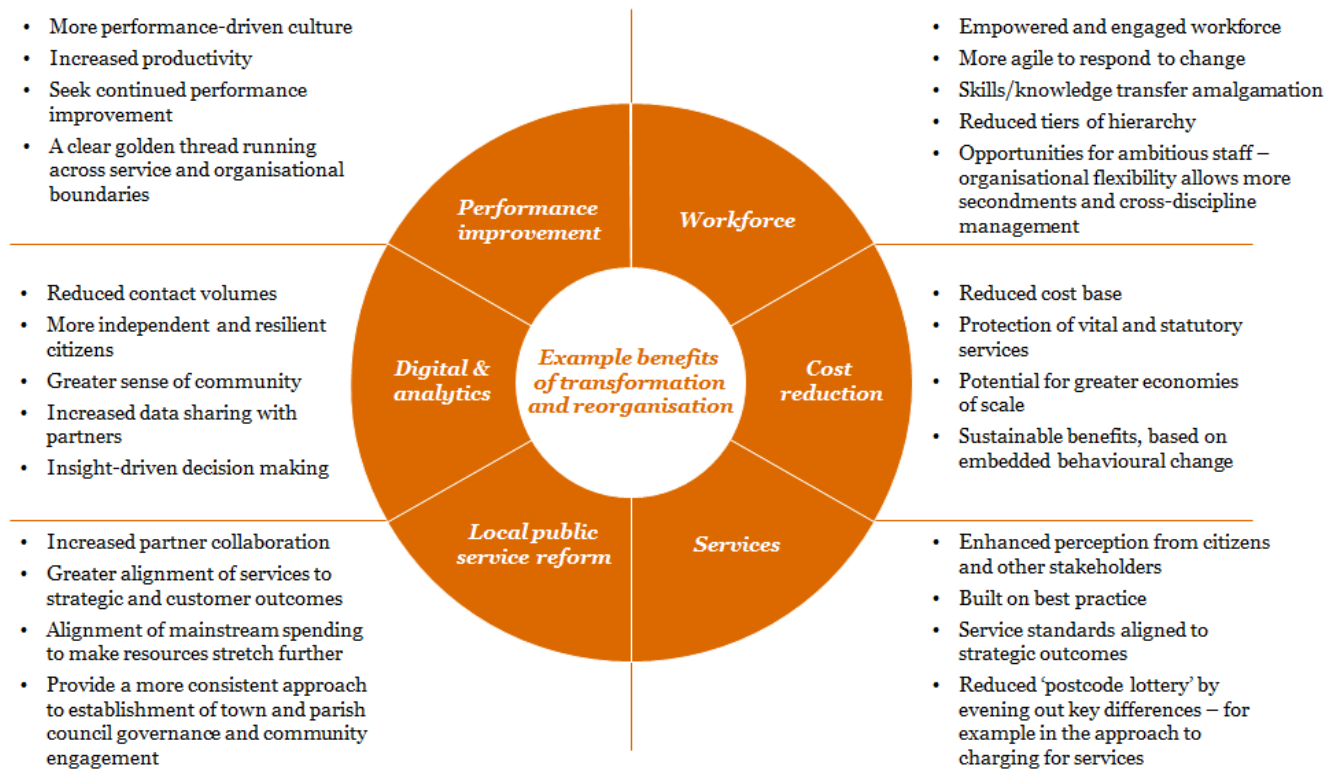 • More performance-driven culture
• Increased productivity
• Seek continued performance
improvement
• A clear golden thread running
across service and organisational
boundaries
• Empowered and engaged workforce
• More agile to respond to change
• Skills/knowledge transfer amalgamation
• Reduced tiers of hierarchy
• Opportunities for ambitious staff –
organisational flexibility allows more
secondments and cross-discipline
management
Performance
improvement
Workforce
• Reduced contact volumes
• More independent and resilient
citizens
• Greater sense of community
• Increased data sharing with
partners
• Insight-driven decision making
Digital &
analytics
Example benefits
of transformation
and reorganisation
Cost
reduction
• Reduced cost base
• Protection of vital and statutory
services
• Potential for greater economies
of scale
• Sustainable benefits, based on
embedded behavioural change
Local public
service reform
Services
• Increased partner collaboration
• Greater alignment of services to
strategic and customer outcomes
• Alignment of mainstream spending
to make resources stretch further
• Provide a more consistent approach
to establishment of town and parish
council governance and community
engagement
• Enhanced perception from citizens
and other stakeholders
• Built on best practice
• Service standards aligned to
strategic outcomes
• Reduced ‘postcode lottery’ by
evening out key differences – for
example in the approach to
charging for services